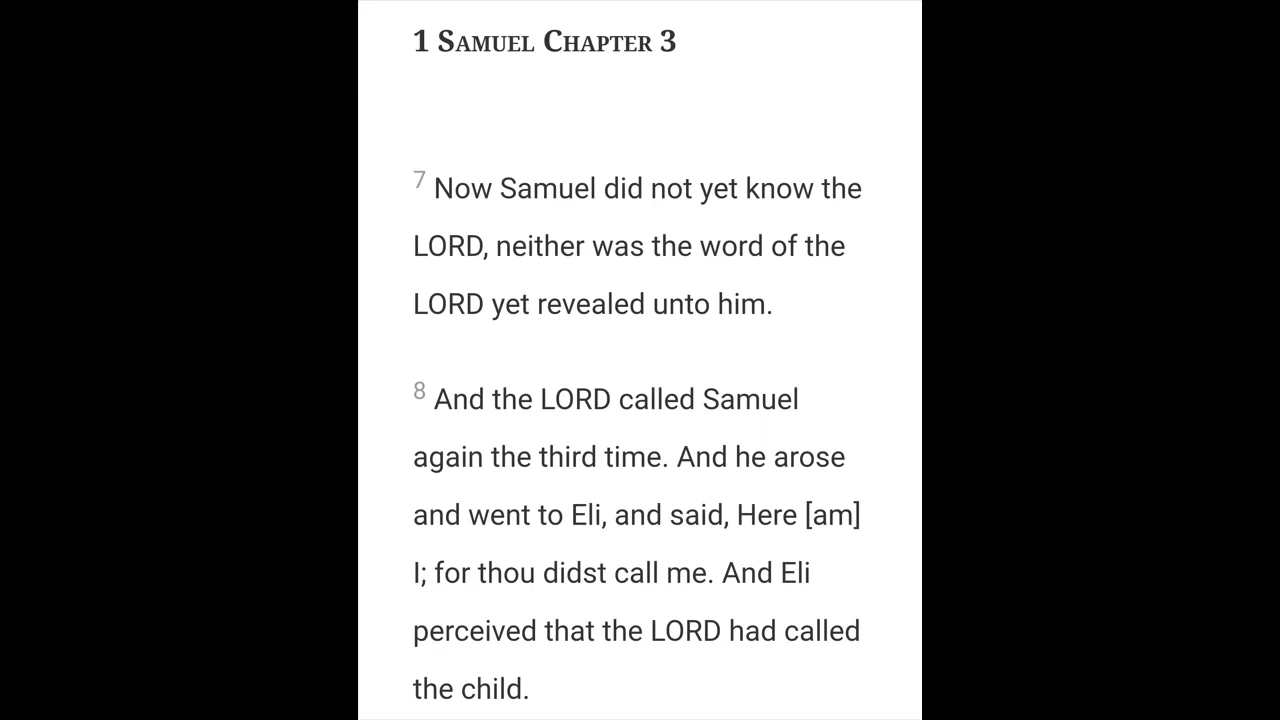 1 Samuel Chapter 3
7 Now Samuel did not yet know the
LORD, neither was the word of the
LORD yet revealed unto him.
8 And the LORD called Samuel
again the third time. And he arose
and went to Eli, and said, Here [am]
I; for thou didst call me. And Eli
perceived that the LORD had called
the child.